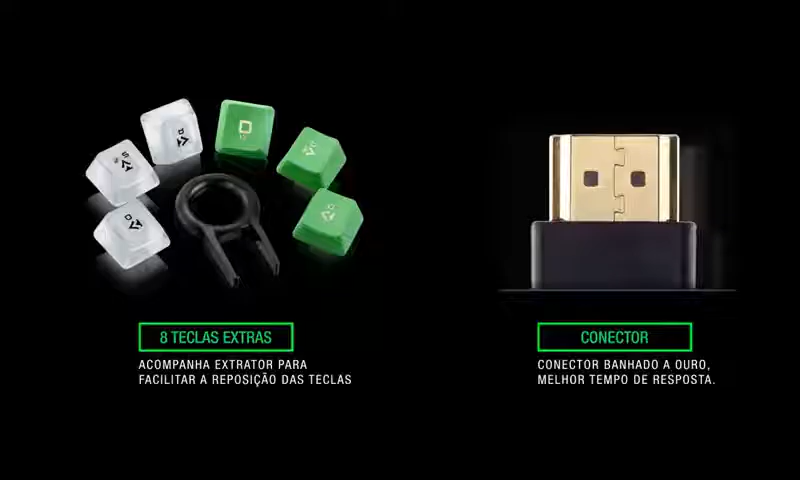 8 TECLAS EXTRAS
ACOMPANHA EXTRATOR PARA
FACILITAR A REPOSIÇÃO DAS TECLAS
CONECTOR
CONECTOR BANHADO A OURO,
MELHOR TEMPO DE RESPOSTA.